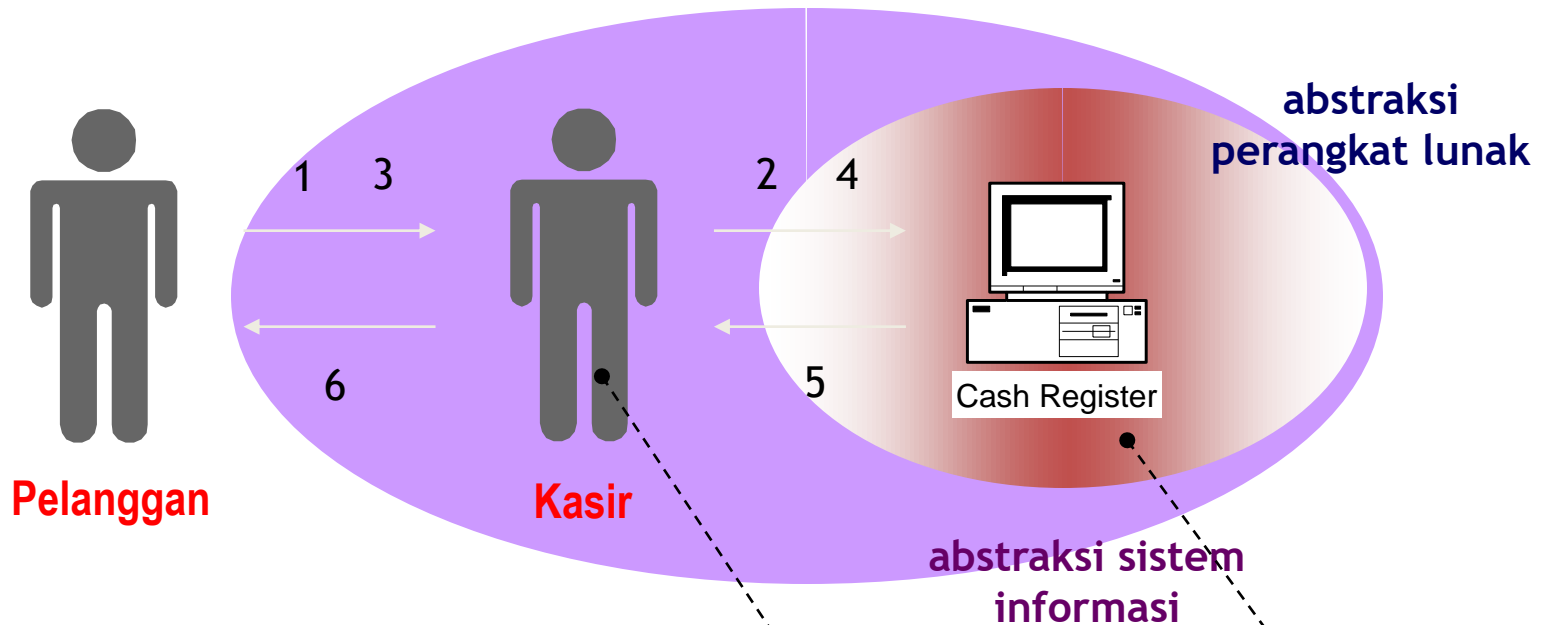 abstraksi
perangkat lunak
1 3 2 4
6 5
Cash Register
Pelanggan
Kasir
abstraksi sistem
informasi